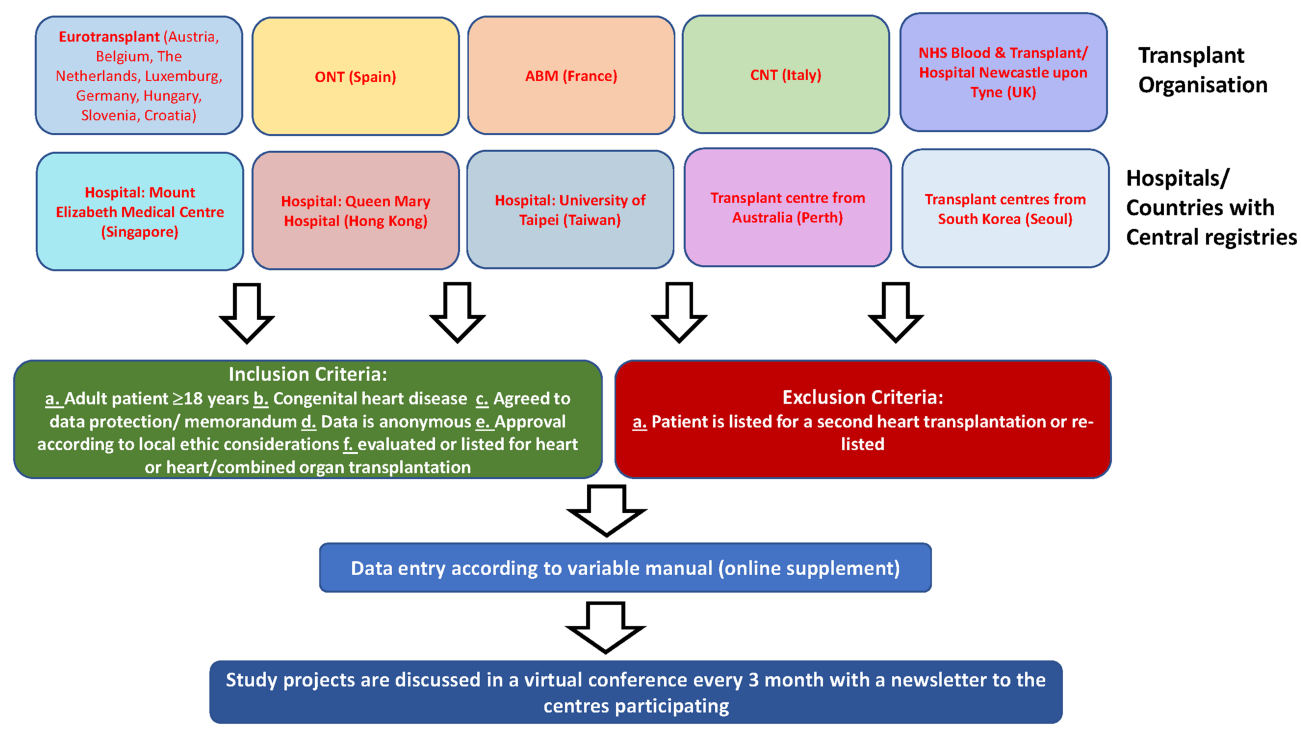 Eurotransplant (Austria,
Belgium, The
Netherlands, Luxemburg,
Germany, Hungary,
Slovenia, Croatia)
ONT (Spain)
ABM (France)
CNT (Italy)
NHS Blood & Transplant/
Hospital Newcastle upon
Tyne (UK)
Transplant
Organisation
Hospital: Mount
Elizabeth Medical Centre
(Singapore)
Hospital: Queen Mary
Hospital (Hong Kong)
Hospital: University of
Taipei (Taiwan)
Transplant centre from
Australia (Perth)
Transplant centres from
South Korea (Seoul)
Hospitals/
Countries with
Central registries
Inclusion Criteria:
a. Adult patient ≥18 years b. Congenital heart disease c. Agreed to
data protection/ memorandum d. Data is anonymous e. Approval
according to local ethic considerations f. evaluated or listed for heart
or heart/combined organ transplantation
Exclusion Criteria:
a. Patient is listed for a second heart transplantation or re-
listed
Data entry according to variable manual (online supplement)
Study projects are discussed in a virtual conference every 3 month with a newsletter to the
centres participating